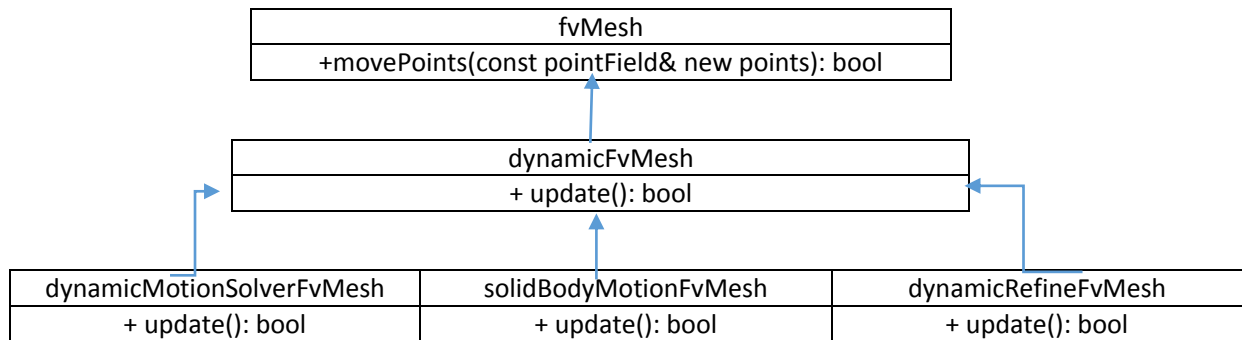 fvMesh
+movePoints(const pointField& new points): bool
dynamicFvMesh
+ update(): bool
dynamicMotionSolverFvMesh solidBodyMotionFvMesh dynamicRefineFvMesh
+ update(): bool + update(): bool + update(): bool